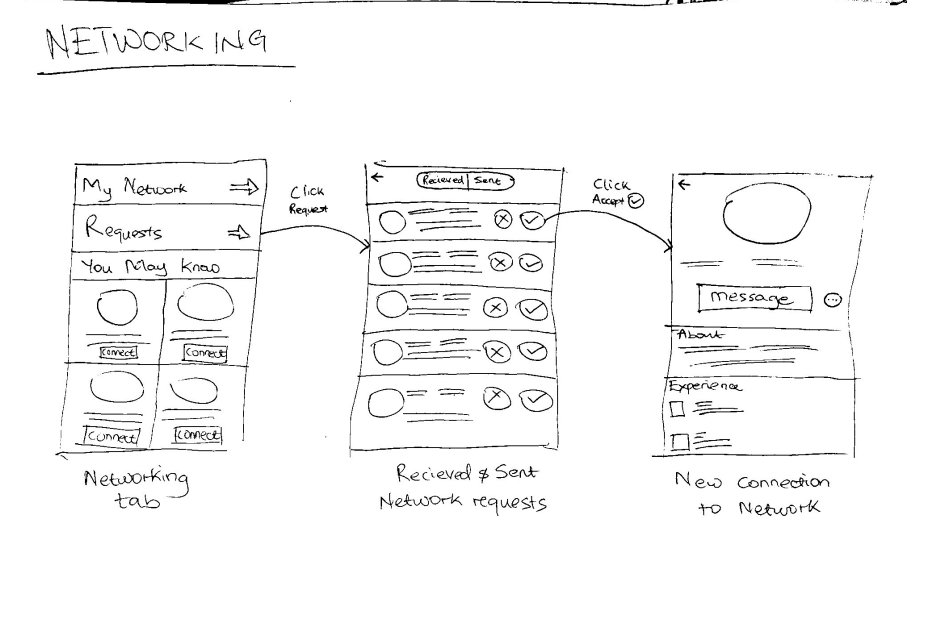 NETWORKING
My Network
Requests
You May Know
Connect
Connect
Connect
Connect
Networking
tab
Click
Request
Recieved Sent
Recieved & Sent
Network requests
Click
Accept
message
About
Experience
New Connection
to Network